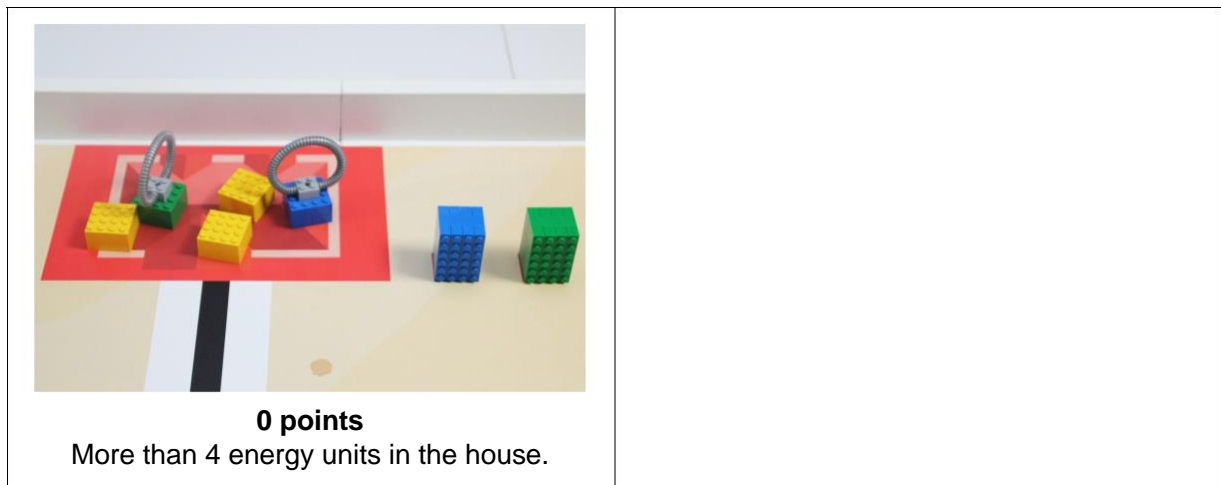 0 points
More than 4 energy units in the house.